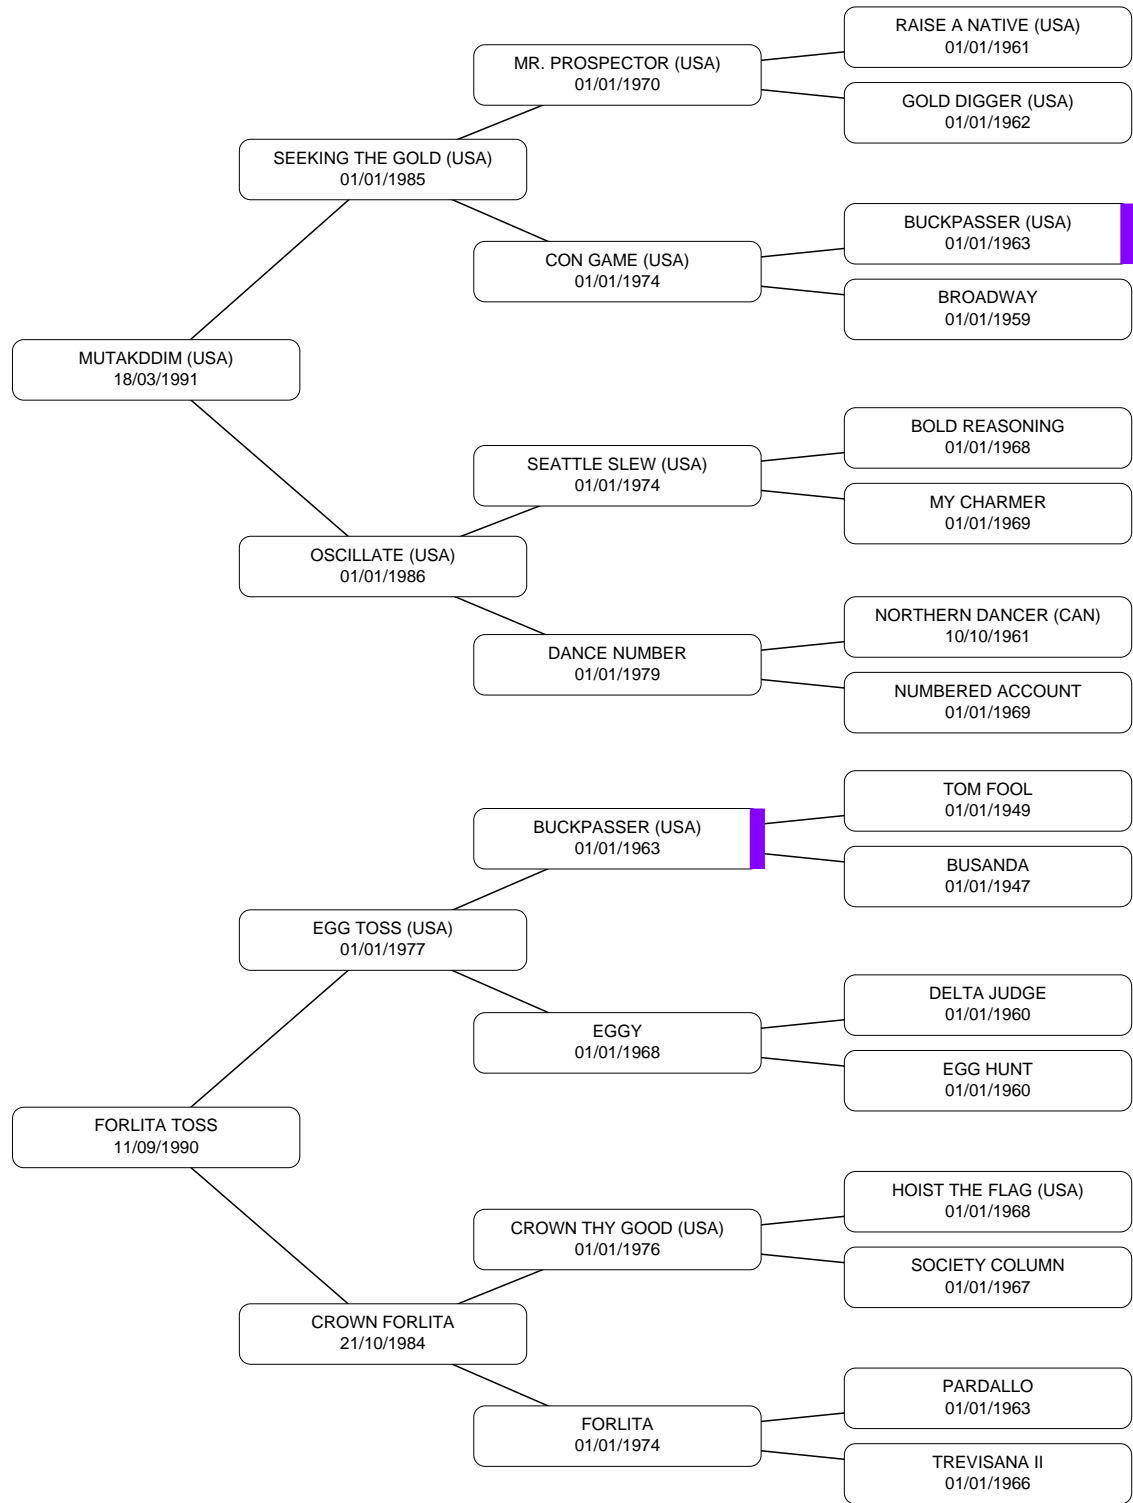 RAISE A NATIVE (USA)
01/01/1961
MR. PROSPECTOR (USA)
01/01/1970
GOLD DIGGER (USA)
01/01/1962
SEEKING THE GOLD (USA)
01/01/1985
BUCKPASSER (USA)
01/01/1963
CON GAME (USA)
01/01/1974
BROADWAY
01/01/1959
MUTAKDDIM (USA)
18/03/1991
BOLD REASONING
01/01/1968
SEATTLE SLEW (USA)
01/01/1974
MY CHARMER
01/01/1969
OSCILLATE (USA)
01/01/1986
NORTHERN DANCER (CAN)
10/10/1961
DANCE NUMBER
01/01/1979
NUMBERED ACCOUNT
01/01/1969
TOM FOOL
01/01/1949
BUCKPASSER (USA)
01/01/1963
BUSANDA
01/01/1947
EGG TOSS (USA)
01/01/1977
DELTA JUDGE
01/01/1960
EGGY
01/01/1968
EGG HUNT
01/01/1960
FORLITA TOSS
11/09/1990
HOIST THE FLAG (USA)
01/01/1968
CROWN THY GOOD (USA)
01/01/1976
SOCIETY COLUMN
01/01/1967
CROWN FORLITA
21/10/1984
PARDALLO
01/01/1963
FORLITA
01/01/1974
TREVISANA II
01/01/1966